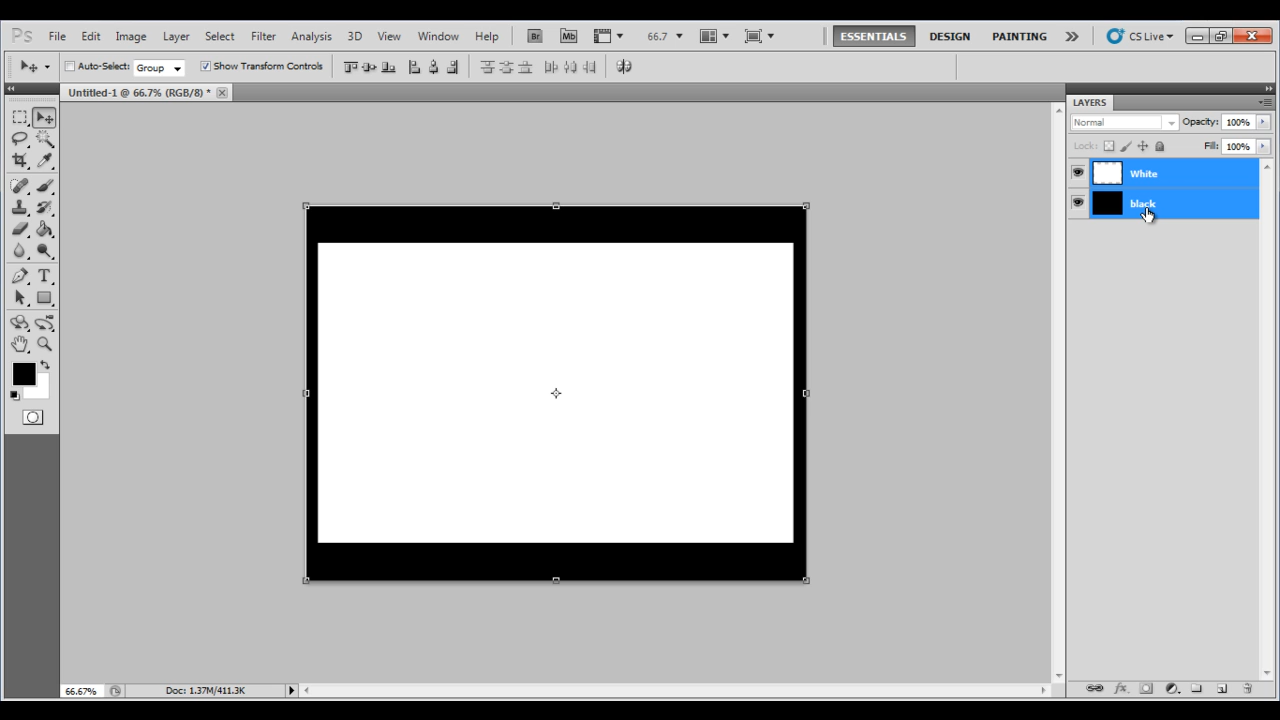 Ps File Edit Image Layer Select Filter Analysis 3D View Window Help Br Mb 66.7 ESSENTIALS DESIGN PAINTING CS Live
Auto-Select: Group Show Transform Controls
Untitled-1 @ 66.7% (RGB/8) *
LAYERS
Normal Opacity: 100%
Lock: Fill: 100%
White
black
T
66.67% Doc: 1.37M/411.3K
fx